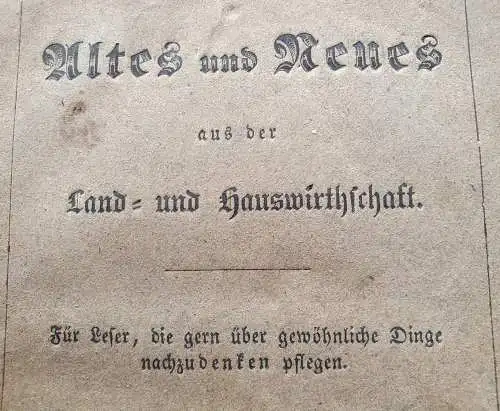 Altes und Neues
aus der
Land- und Hauswirthschaft.
Für Leser, die gern über gewöhnliche Dinge
nachzudenken pflegen.